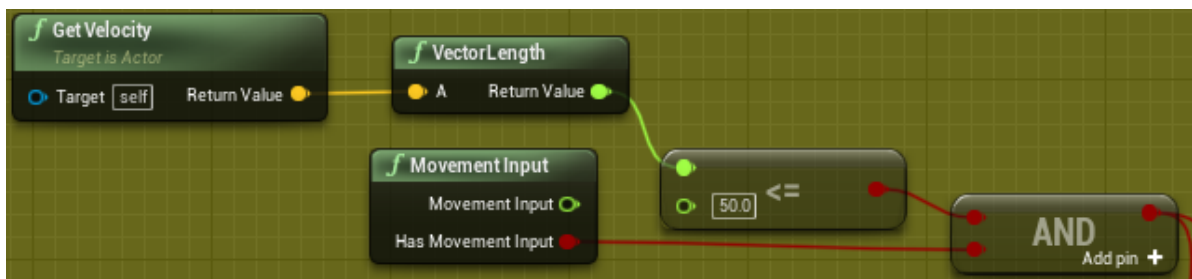 Get Velocity
Target is Actor
Target self Return Value
VectorLength
A Return Value
Movement Input
Movement Input
Has Movement Input
50.0 <=
AND
Add pin +